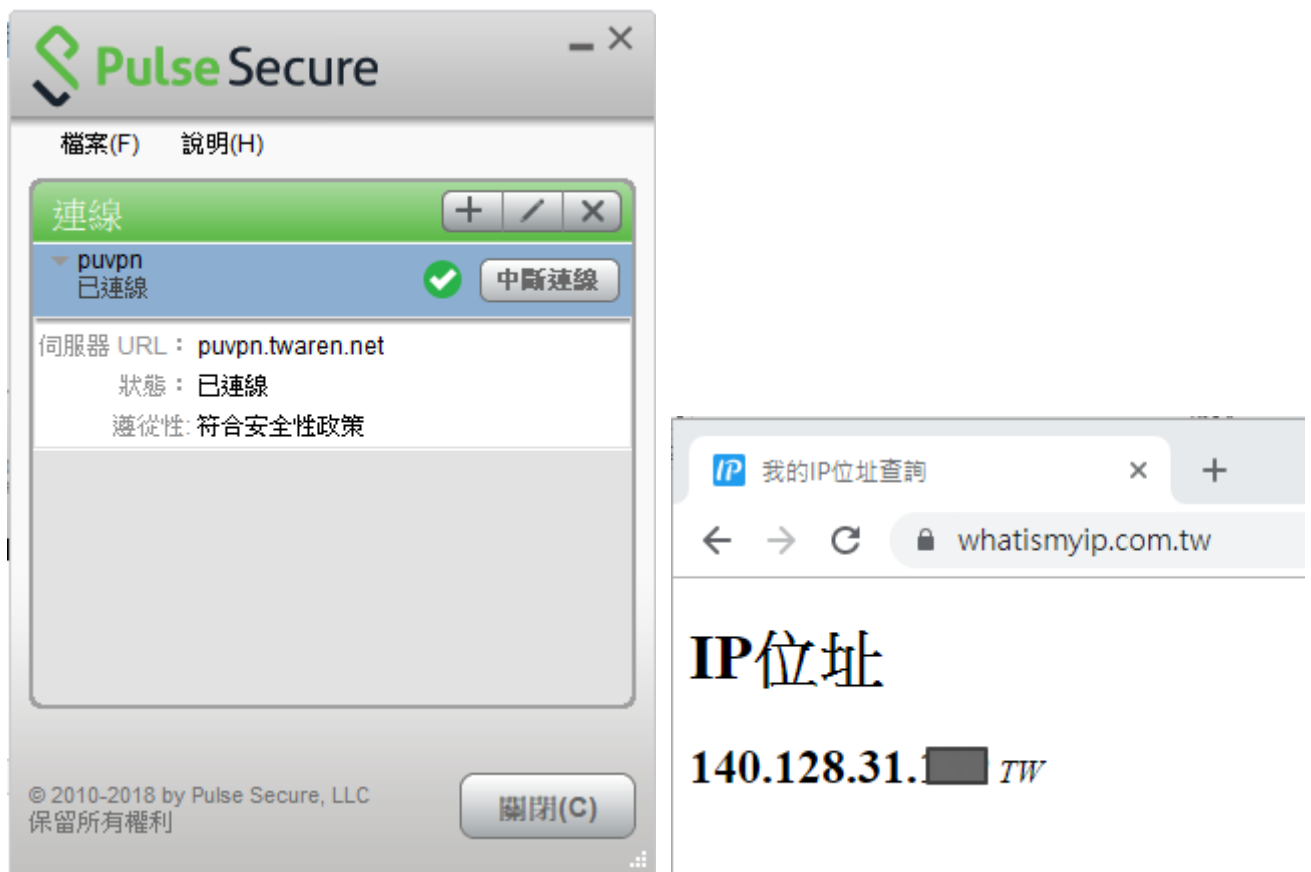 Pulse Secure
檔案(F) 說明(H)
連線
puvpn
已連線
中斷連線
伺服器 URL： puvpn.twaren.net
狀態： 已連線
遵從性: 符合安全性政策
© 2010-2018 by Pulse Secure, LLC
保留所有權利
關閉(C)
IP 我的IP位址查詢
whatismyip.com.tw
IP位址
140.128.31. TW